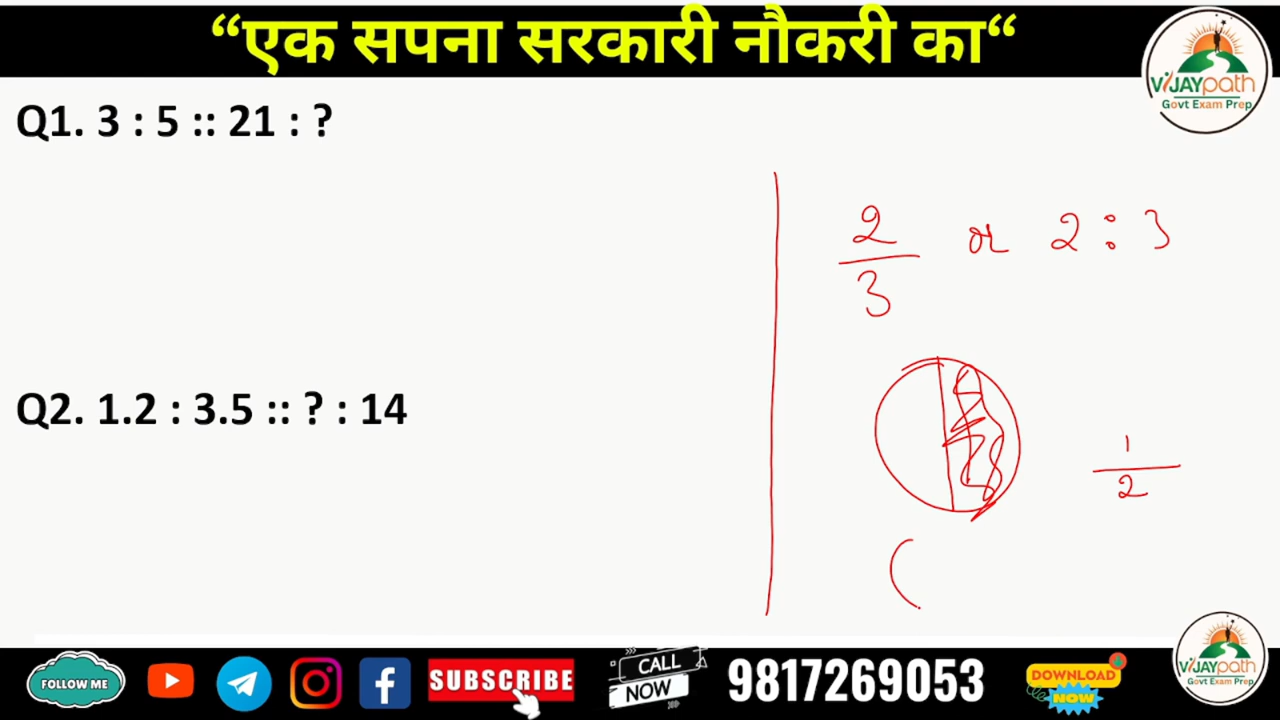 “एक सपना सरकारी नौकरी का“
VIJAYpath
Govt Exam Prep
Q1. 3 : 5 :: 21 : ?
2/3 or 2 : 3
Q2. 1.2 : 3.5 :: ? : 14
1/2
(
FOLLOW ME
SUBSCRIBE
CALL
NOW
9817269053
DOWNLOAD
NOW
VIJAYpath
Govt Exam Prep